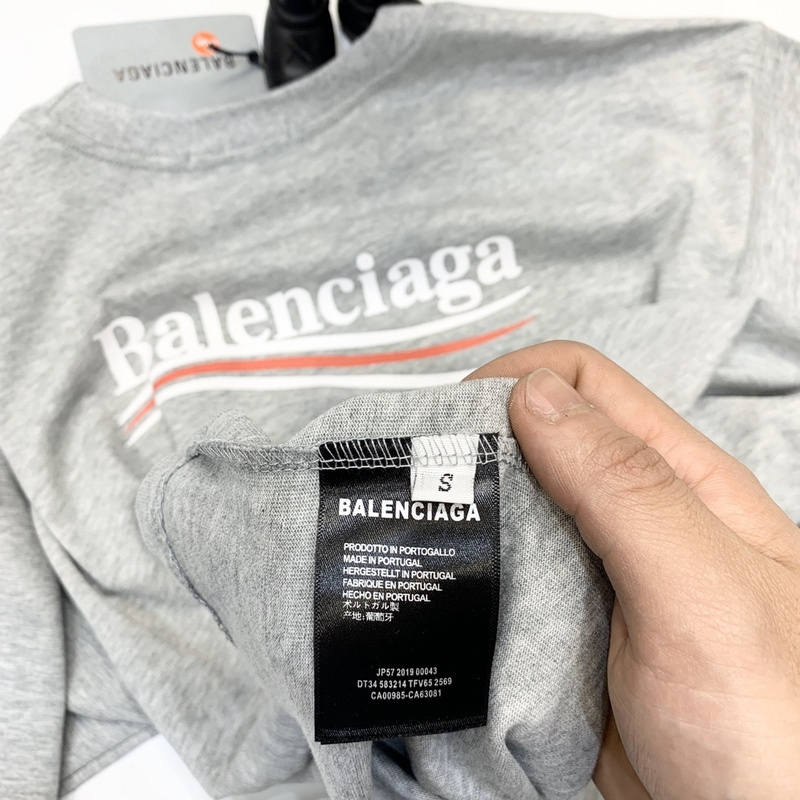 BALENCIAGA
Balenciaga
S
BALENCIAGA
PRODOTTO IN PORTOGALLO
MADE IN PORTUGAL
HERGESTELLT IN PORTUGAL
FABRIQUE EN PORTUGAL
HECHO EN PORTUGAL
ポルトガル製
产地:葡萄牙
JP57 2019 00043
DT34 583214 TFV65 2569
CA00985-CA63081